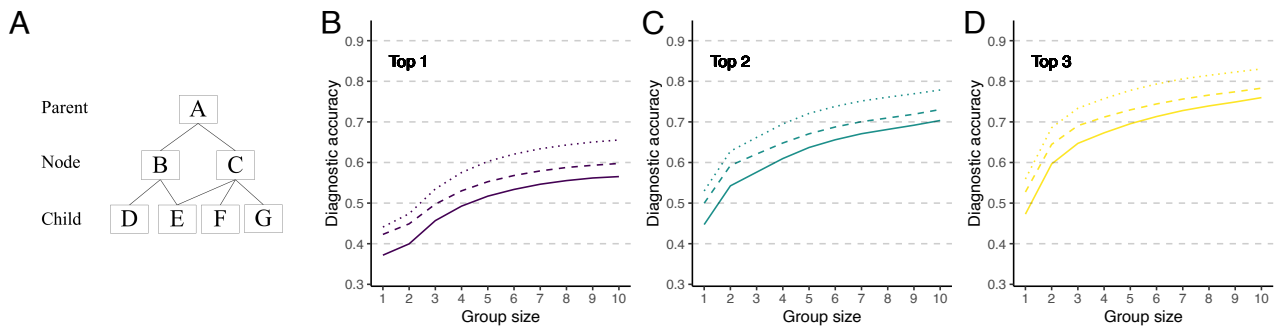 A
Parent
A
Node
B
C
Child
D
E
F
G
B
Top 1
Diagnostic accuracy
0.9
0.8
0.7
0.6
0.5
0.4
0.3
1 2 3 4 5 6 7 8 9 10
Group size
C
Top 2
Diagnostic accuracy
0.9
0.8
0.7
0.6
0.5
0.4
0.3
1 2 3 4 5 6 7 8 9 10
Group size
D
Top 3
Diagnostic accuracy
0.9
0.8
0.7
0.6
0.5
0.4
0.3
1 2 3 4 5 6 7 8 9 10
Group size